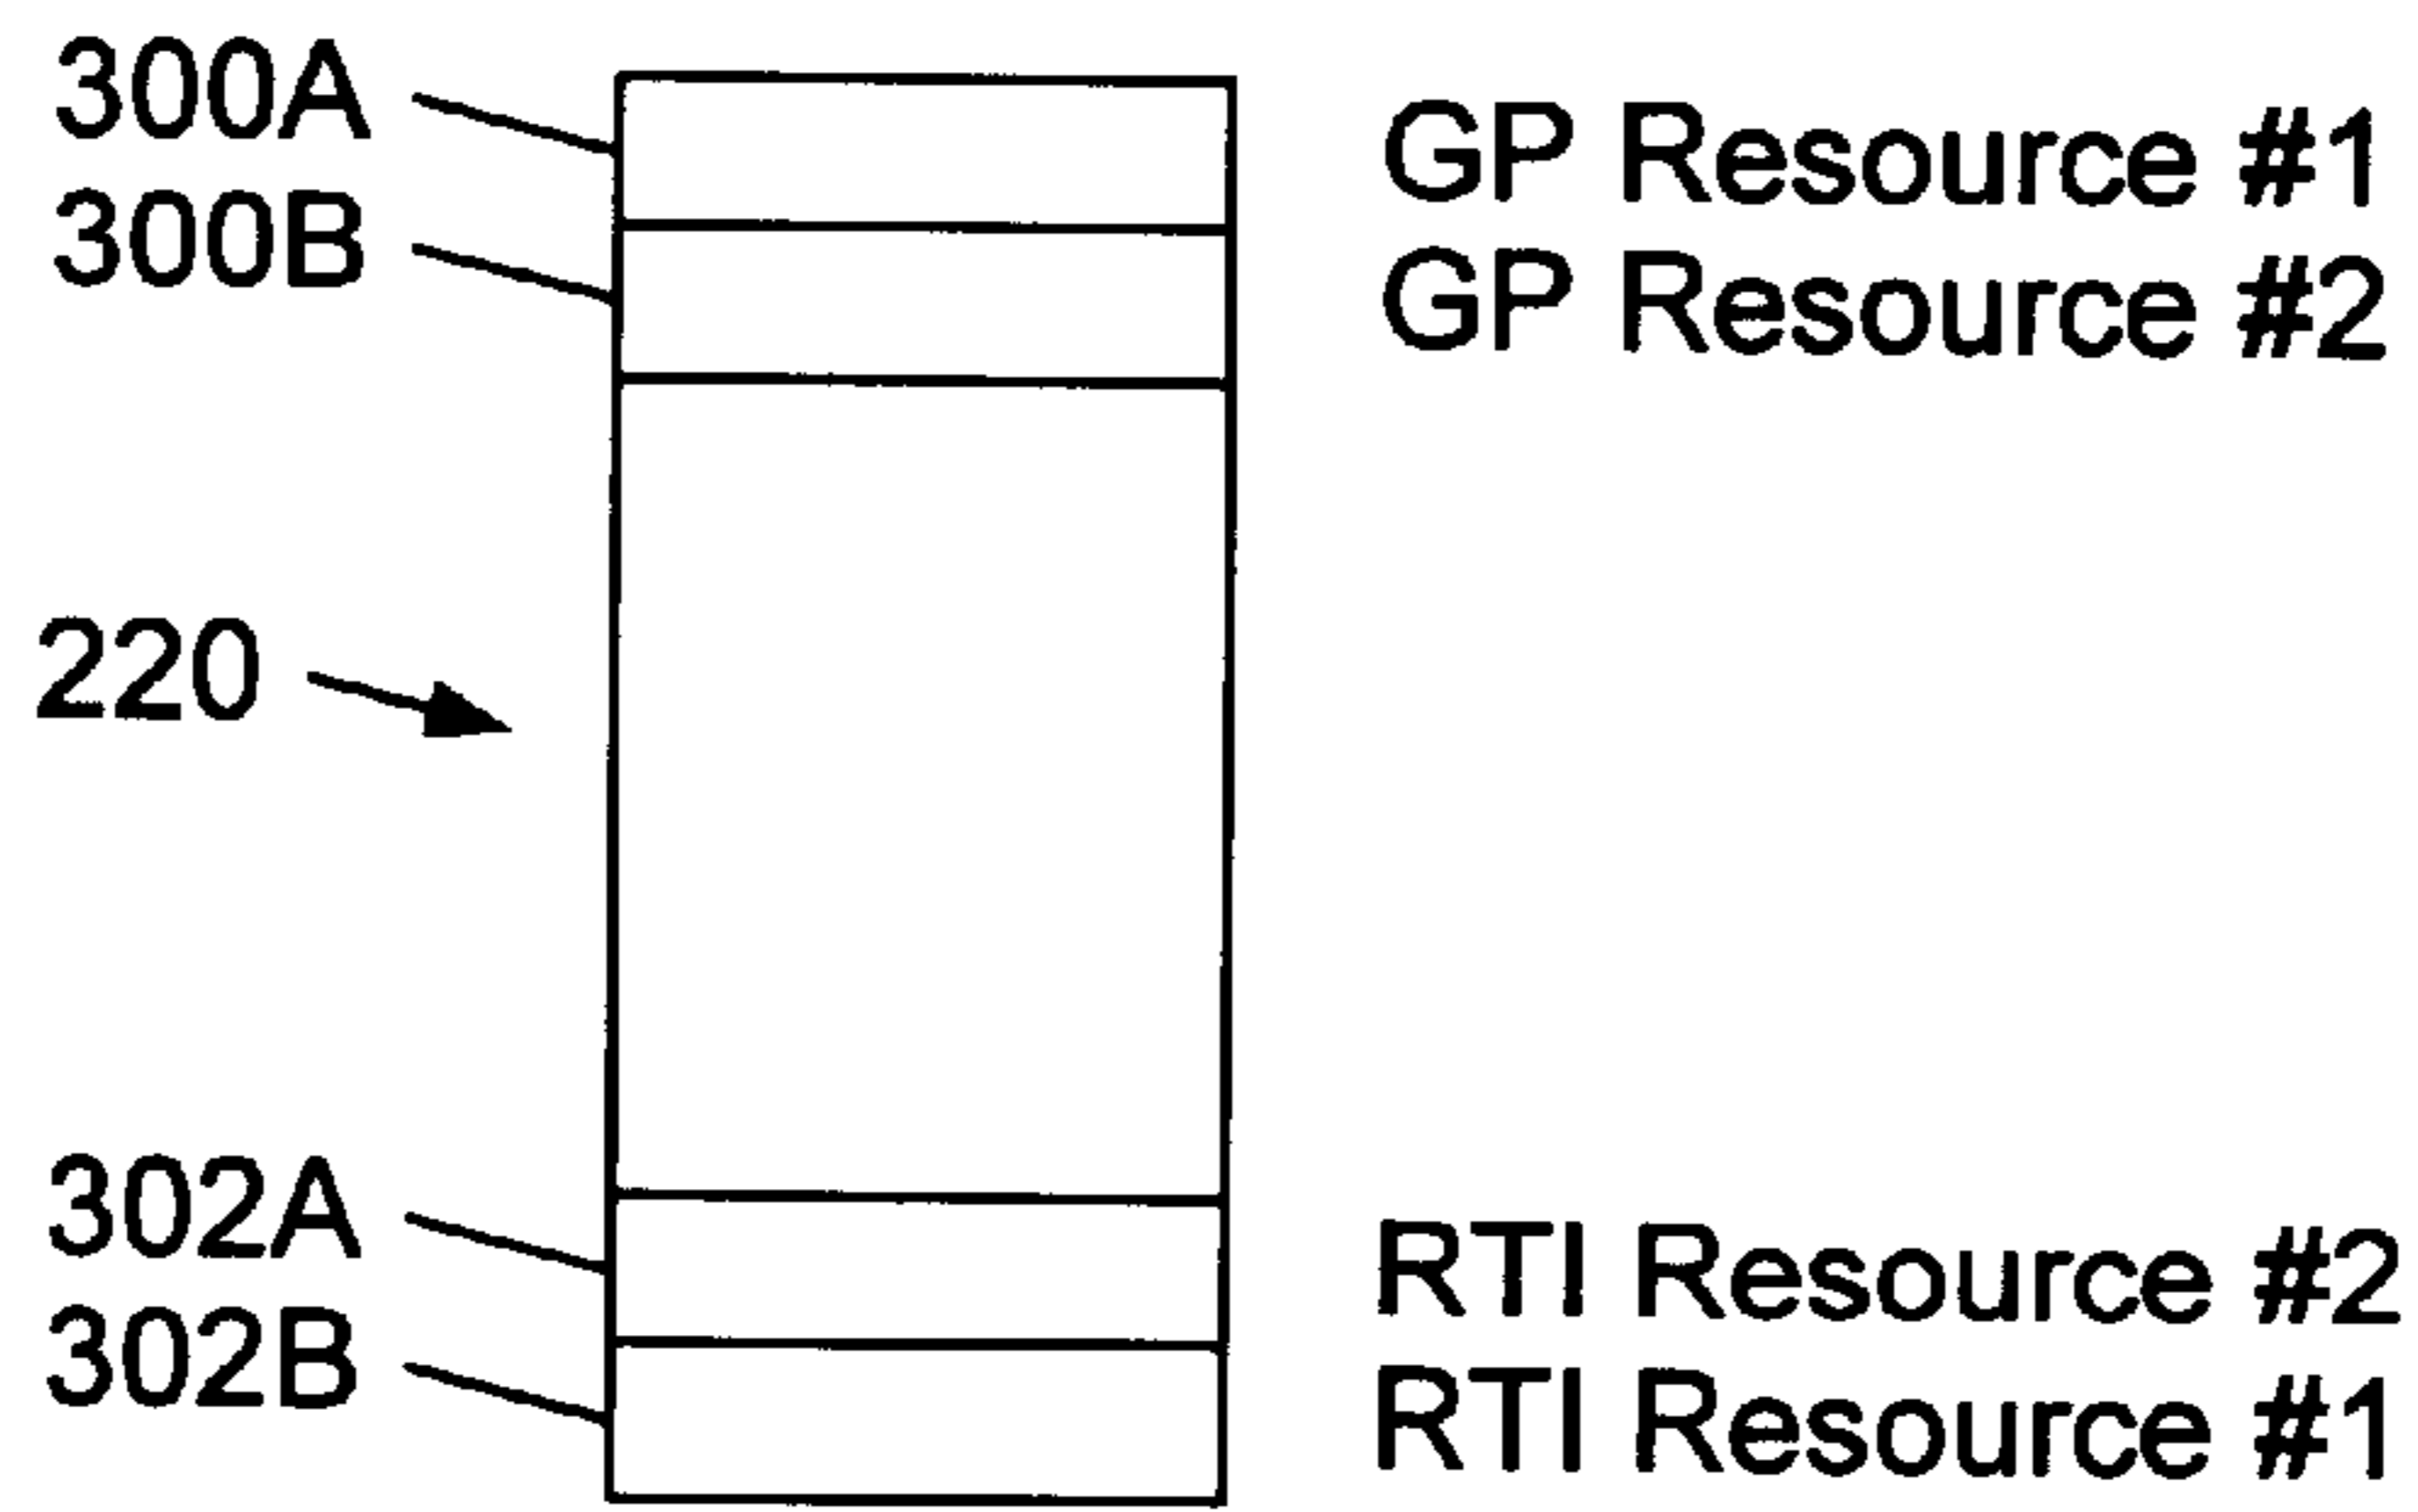 300A
GP Resource #1
300B
GP Resource #2
220
302A
RTI Resource #2
302B
RTI Resource #1